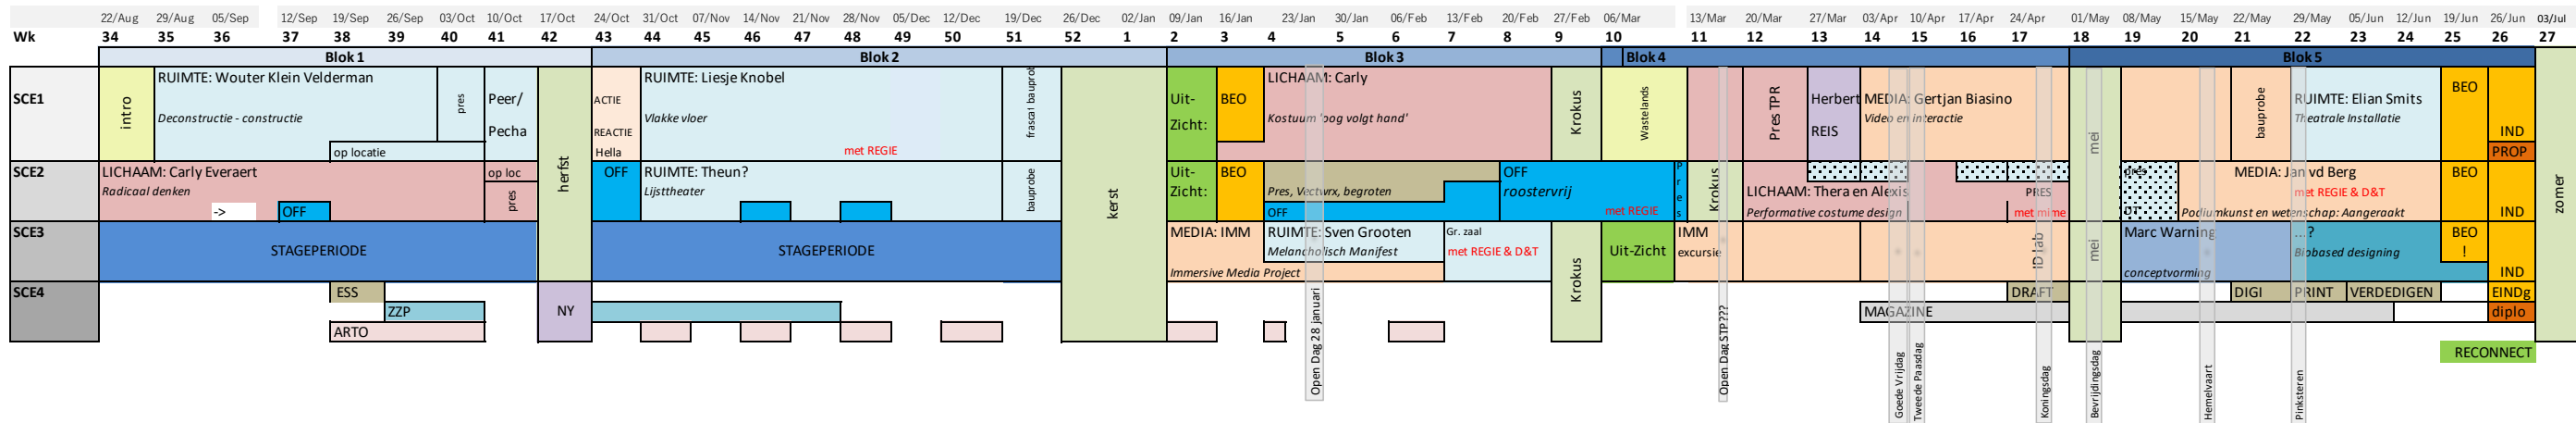 22/Aug 29/Aug 05/Sep 12/Sep 19/Sep 26/Sep 03/Oct 10/Oct 17/Oct 24/Oct 31/Oct 07/Nov 14/Nov 21/Nov 28/Nov 05/Dec 12/Dec 19/Dec 26/Dec 02/Jan 09/Jan 16/Jan 23/Jan 30/Jan 06/Feb 13/Feb 20/Feb 27/Feb 06/Mar 13/Mar 20/Mar 27/Mar 03/Apr 10/Apr 17/Apr 24/Apr 01/May 08/May 15/May 22/May 29/May 05/Jun 12/Jun 19/Jun 26/Jun 03/Jul
Wk 34 35 36 37 38 39 40 41 42 43 44 45 46 47 48 49 50 51 52 1 2 3 4 5 6 7 8 9 10 11 12 13 14 15 16 17 18 19 20 21 22 23 24 25 26 27
Blok 1 Blok 2 Blok 3 Blok 4 Blok 5
SCE1
intro
RUIMTE: Wouter Klein Velderman
Deconstructie - constructie
op locatie
pres
Peer/
Pecha
herfst
ACTIE
REACTIE
Hella
RUIMTE: Liesje Knobel
Vlakke vloer
met REGIE
frasca! bauprob
kerst
Uit-
Zicht:
BEO
LICHAAM: Carly
Kostuum 'oog volgt hand'
Krokus
Wastelands
Pres TPR
Herbert
REIS
MEDIA: Gertjan Biasino
Video en interactie
mei
bauprobe
RUIMTE: Elian Smits
Theatrale Installatie
BEO
IND
PROP
zomer
SCE2
LICHAAM: Carly Everaert
Radicaal denken
->
OFF
op loc
pres
OFF
RUIMTE: Theun?
Lijsttheater
bauprobe
Uit-
Zicht:
BEO
Pres, Vectwrx, begroten
OFF
OFF
roostervrij
met REGIE
Pres
Krokus
LICHAAM: Thera en Alexis
Performative costume design
PRES
met mime
pres
OT
MEDIA: Jan vd Berg
met REGIE & D&T
Podiumkunst en wetenschap: Aangeraakt
BEO
IND
SCE3
STAGEPERIODE
STAGEPERIODE
MEDIA: IMM
Immersive Media Project
RUIMTE: Sven Grooten
Melancholisch Manifest
Gr. zaal
met REGIE & D&T
Krokus
Uit-Zicht
IMM
excursie
ID lab
mei
Marc Warning
conceptvorming
...?
Biobased designing
BEO
!
IND
SCE4
ESS
ZZP
ARTO
NY
DRAFT
MAGAZINE
DIGI
PRINT
VERDEDIGEN
EINDg
diplo
RECONNECT
Open Dag 28 januari
Open Dag STP???
Goede Vrijdag
Tweede Paasdag
Koningsdag
Bevrijdingsdag
Hemelvaart
Pinksteren